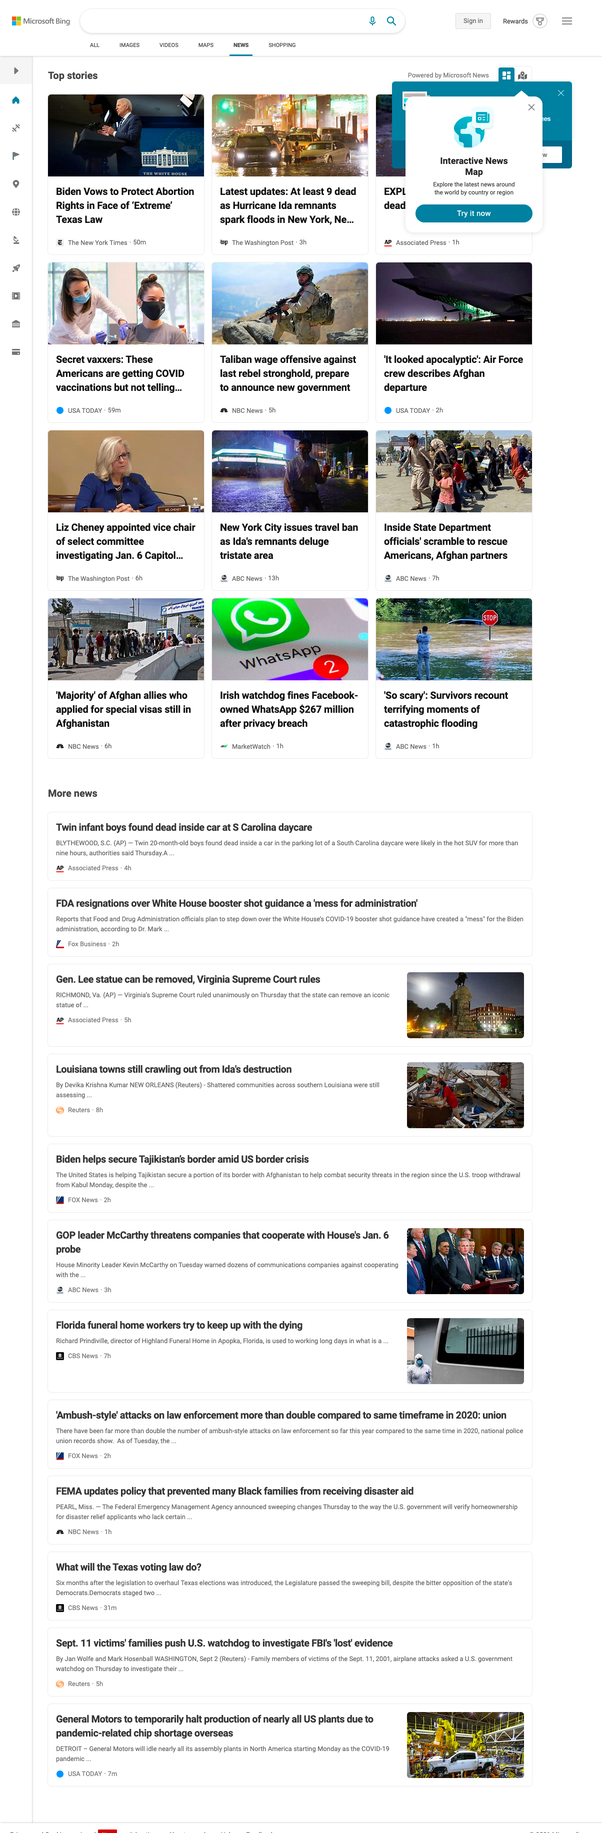 Microsoft Bing
Sign in
Rewards
ALL
IMAGES
VIDEOS
MAPS
NEWS
SHOPPING
Top stories
Powered by Microsoft News
Interactive News
Map
Explore the latest news around
the world by country or region
Try it now
Biden Vows to Protect Abortion
Rights in Face of ‘Extreme’
Texas Law
The New York Times · 50m
Latest updates: At least 9 dead
as Hurricane Ida remnants
spark floods in New York, Ne...
The Washington Post · 3h
EXPL
dead
Associated Press · 1h
Secret vaxxers: These
Americans are getting COVID
vaccinations but not telling...
USA TODAY · 59m
Taliban wage offensive against
last rebel stronghold, prepare
to announce new government
NBC News · 5h
'It looked apocalyptic': Air Force
crew describes Afghan
departure
USA TODAY · 2h
Liz Cheney appointed vice chair
of select committee
investigating Jan. 6 Capitol...
The Washington Post · 6h
New York City issues travel ban
as Ida's remnants deluge
tristate area
ABC News · 13h
Inside State Department
officials' scramble to rescue
Americans, Afghan partners
ABC News · 7h
'Majority' of Afghan allies who
applied for special visas still in
Afghanistan
NBC News · 6h
WhatsApp
2
Irish watchdog fines Facebook-
owned WhatsApp $267 million
after privacy breach
MarketWatch · 1h
STOP
'So scary': Survivors recount
terrifying moments of
catastrophic flooding
ABC News · 1h
More news
Twin infant boys found dead inside car at S Carolina daycare
BLYTHEWOOD, S.C. (AP) — Twin 20-month-old boys found dead inside a car in the parking lot of a South Carolina daycare were likely in the hot SUV for more than
nine hours, authorities said Thursday.A ...
Associated Press · 4h
FDA resignations over White House booster shot guidance a 'mess for administration'
Reports that Food and Drug Administration officials plan to step down over the White House's COVID-19 booster shot guidance have created a "mess" for the Biden
administration, according to Dr. Mark ...
Fox Business · 2h
Gen. Lee statue can be removed, Virginia Supreme Court rules
RICHMOND, Va. (AP) — Virginia's Supreme Court ruled unanimously on Thursday that the state can remove an iconic
statue of ...
Associated Press · 5h
Louisiana towns still crawling out from Ida's destruction
By Devika Krishna Kumar NEW ORLEANS (Reuters) - Shattered communities across southern Louisiana were still
assessing ...
Reuters · 8h
Biden helps secure Tajikistan's border amid US border crisis
The United States is helping Tajikistan secure a portion of its border with Afghanistan to help combat security threats in the region since the U.S. troop withdrawal
from Kabul Monday, despite the ...
FOX News · 2h
GOP leader McCarthy threatens companies that cooperate with House's Jan. 6
probe
House Minority Leader Kevin McCarthy on Tuesday warned dozens of communications companies against cooperating
with the ...
ABC News · 3h
Florida funeral home workers try to keep up with the dying
Richard Prindiville, director of Highland Funeral Home in Apopka, Florida, is used to working long days in what is a ...
CBS News · 7h
'Ambush-style' attacks on law enforcement more than double compared to same timeframe in 2020: union
There have been far more than double the number of ambush-style attacks on law enforcement so far this year compared to the same time in 2020, national police
union records show. As of Tuesday, the ...
FOX News · 2h
FEMA updates policy that prevented many Black families from receiving disaster aid
PEARL, Miss. — The Federal Emergency Management Agency announced sweeping changes Thursday to the way the U.S. government will verify homeownership
for disaster relief applicants who lack certain ...
NBC News · 1h
What will the Texas voting law do?
Six months after the legislation to overhaul Texas elections was introduced, the Legislature passed the sweeping bill, despite the bitter opposition of the state's
Democrats.Democrats staged two ...
CBS News · 31m
Sept. 11 victims' families push U.S. watchdog to investigate FBI's 'lost' evidence
By Jan Wolfe and Mark Hosenball WASHINGTON, Sept 2 (Reuters) - Family members of victims of the Sept. 11, 2001, airplane attacks asked a U.S. government
watchdog on Thursday to investigate their ...
Reuters · 5h
General Motors to temporarily halt production of nearly all US plants due to
pandemic-related chip shortage overseas
DETROIT – General Motors will idle nearly all its assembly plants in North America starting Monday as the COVID-19
pandemic ...
USA TODAY · 7m